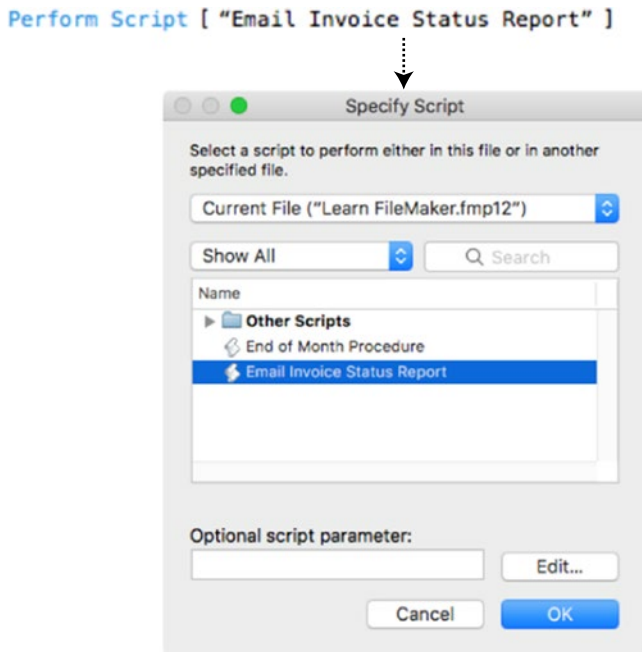 Perform Script [ “Email Invoice Status Report” ]
Specify Script
Select a script to perform either in this file or in another
specified file.
Current File (“Learn FileMaker.fmp12”)
Show All
Search
Name
Other Scripts
End of Month Procedure
Email Invoice Status Report
Optional script parameter:
Edit...
Cancel
OK